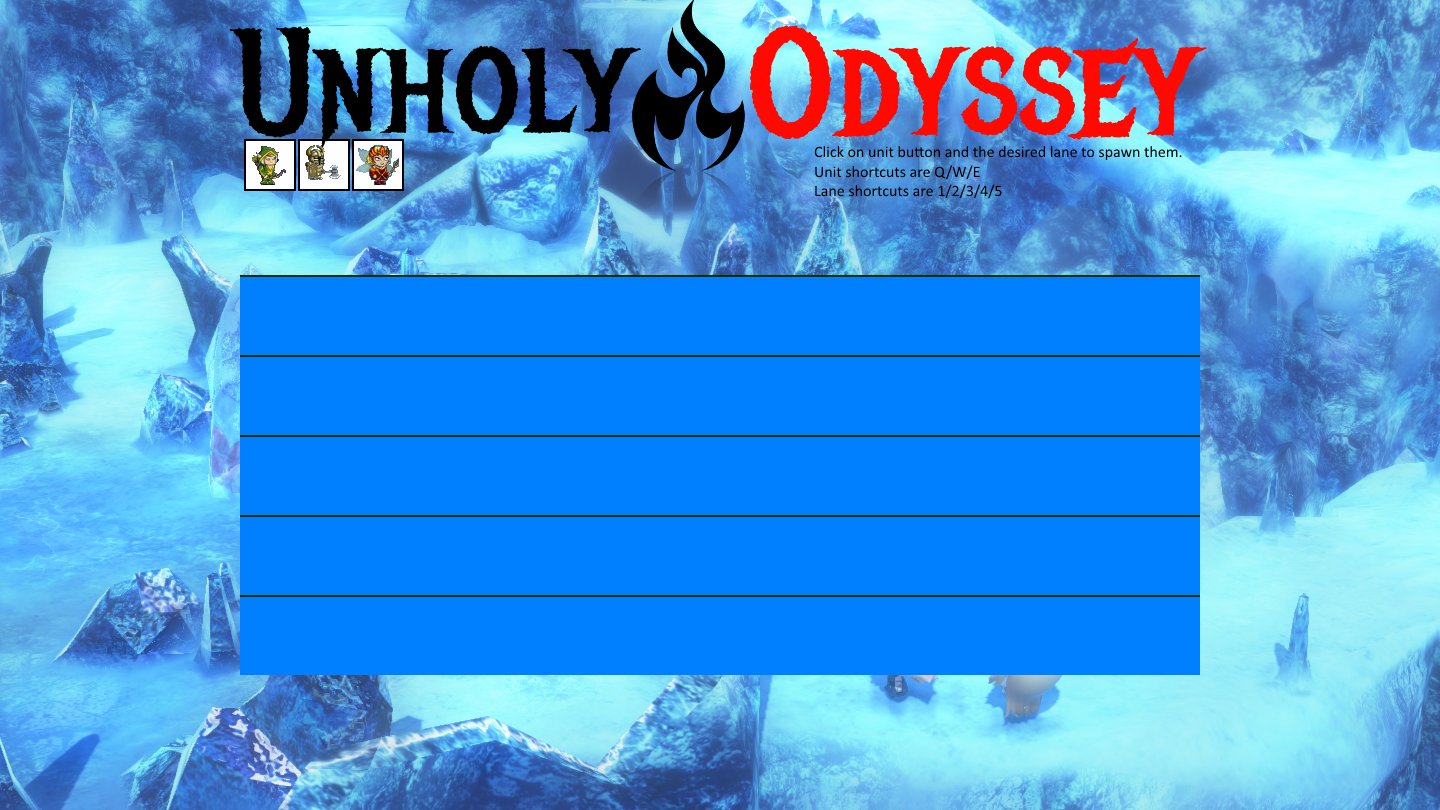 UNHOLY ODYSSEY
Click on unit button and the desired lane to spawn them.
Unit shortcuts are Q/W/E
Lane shortcuts are 1/2/3/4/5